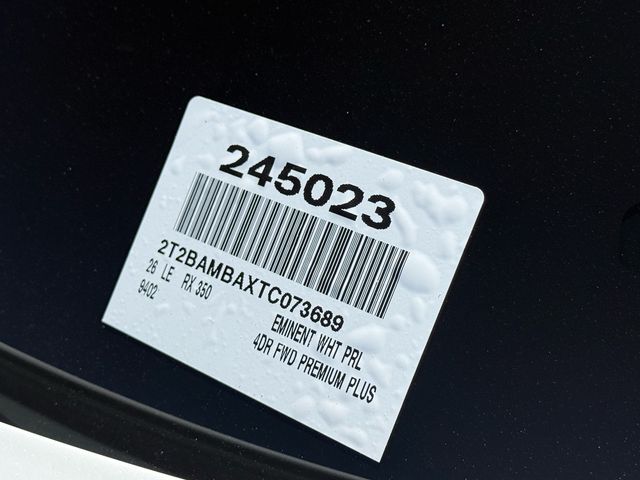 245023
2T2BAMBAXTC073689
26 LE RX 350
9402
EMINENT WHT PRL
4DR FWD PREMIUM PLUS